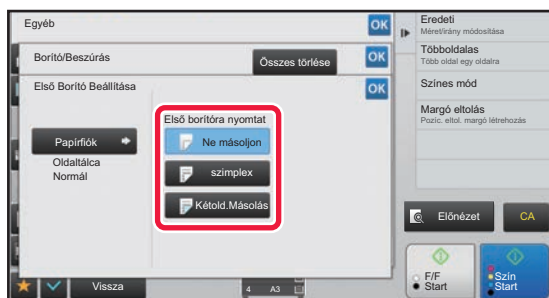 Egyéb
OK
Borító/Beszúrás
Összes törlése
OK
Első Borító Beállítása
OK
Papírfiók
Oldaltálca
Normál
Első borítóra nyomtat
Ne másoljon
szimplex
Kétold.Másolás
Vissza
4 A3
Eredeti
Méret/irány módosítása
Többoldalas
Több oldal egy oldalra
Színes mód
Margó eltolás
Pozíc. eltol. margó létrehozás
Előnézet
CA
F/F
Start
Szín
Start